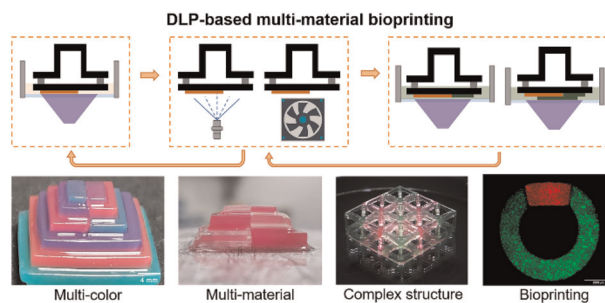 DLP-based multi-material bioprinting
4 mm
Multi-color
Multi-material
Complex structure
Bioprinting